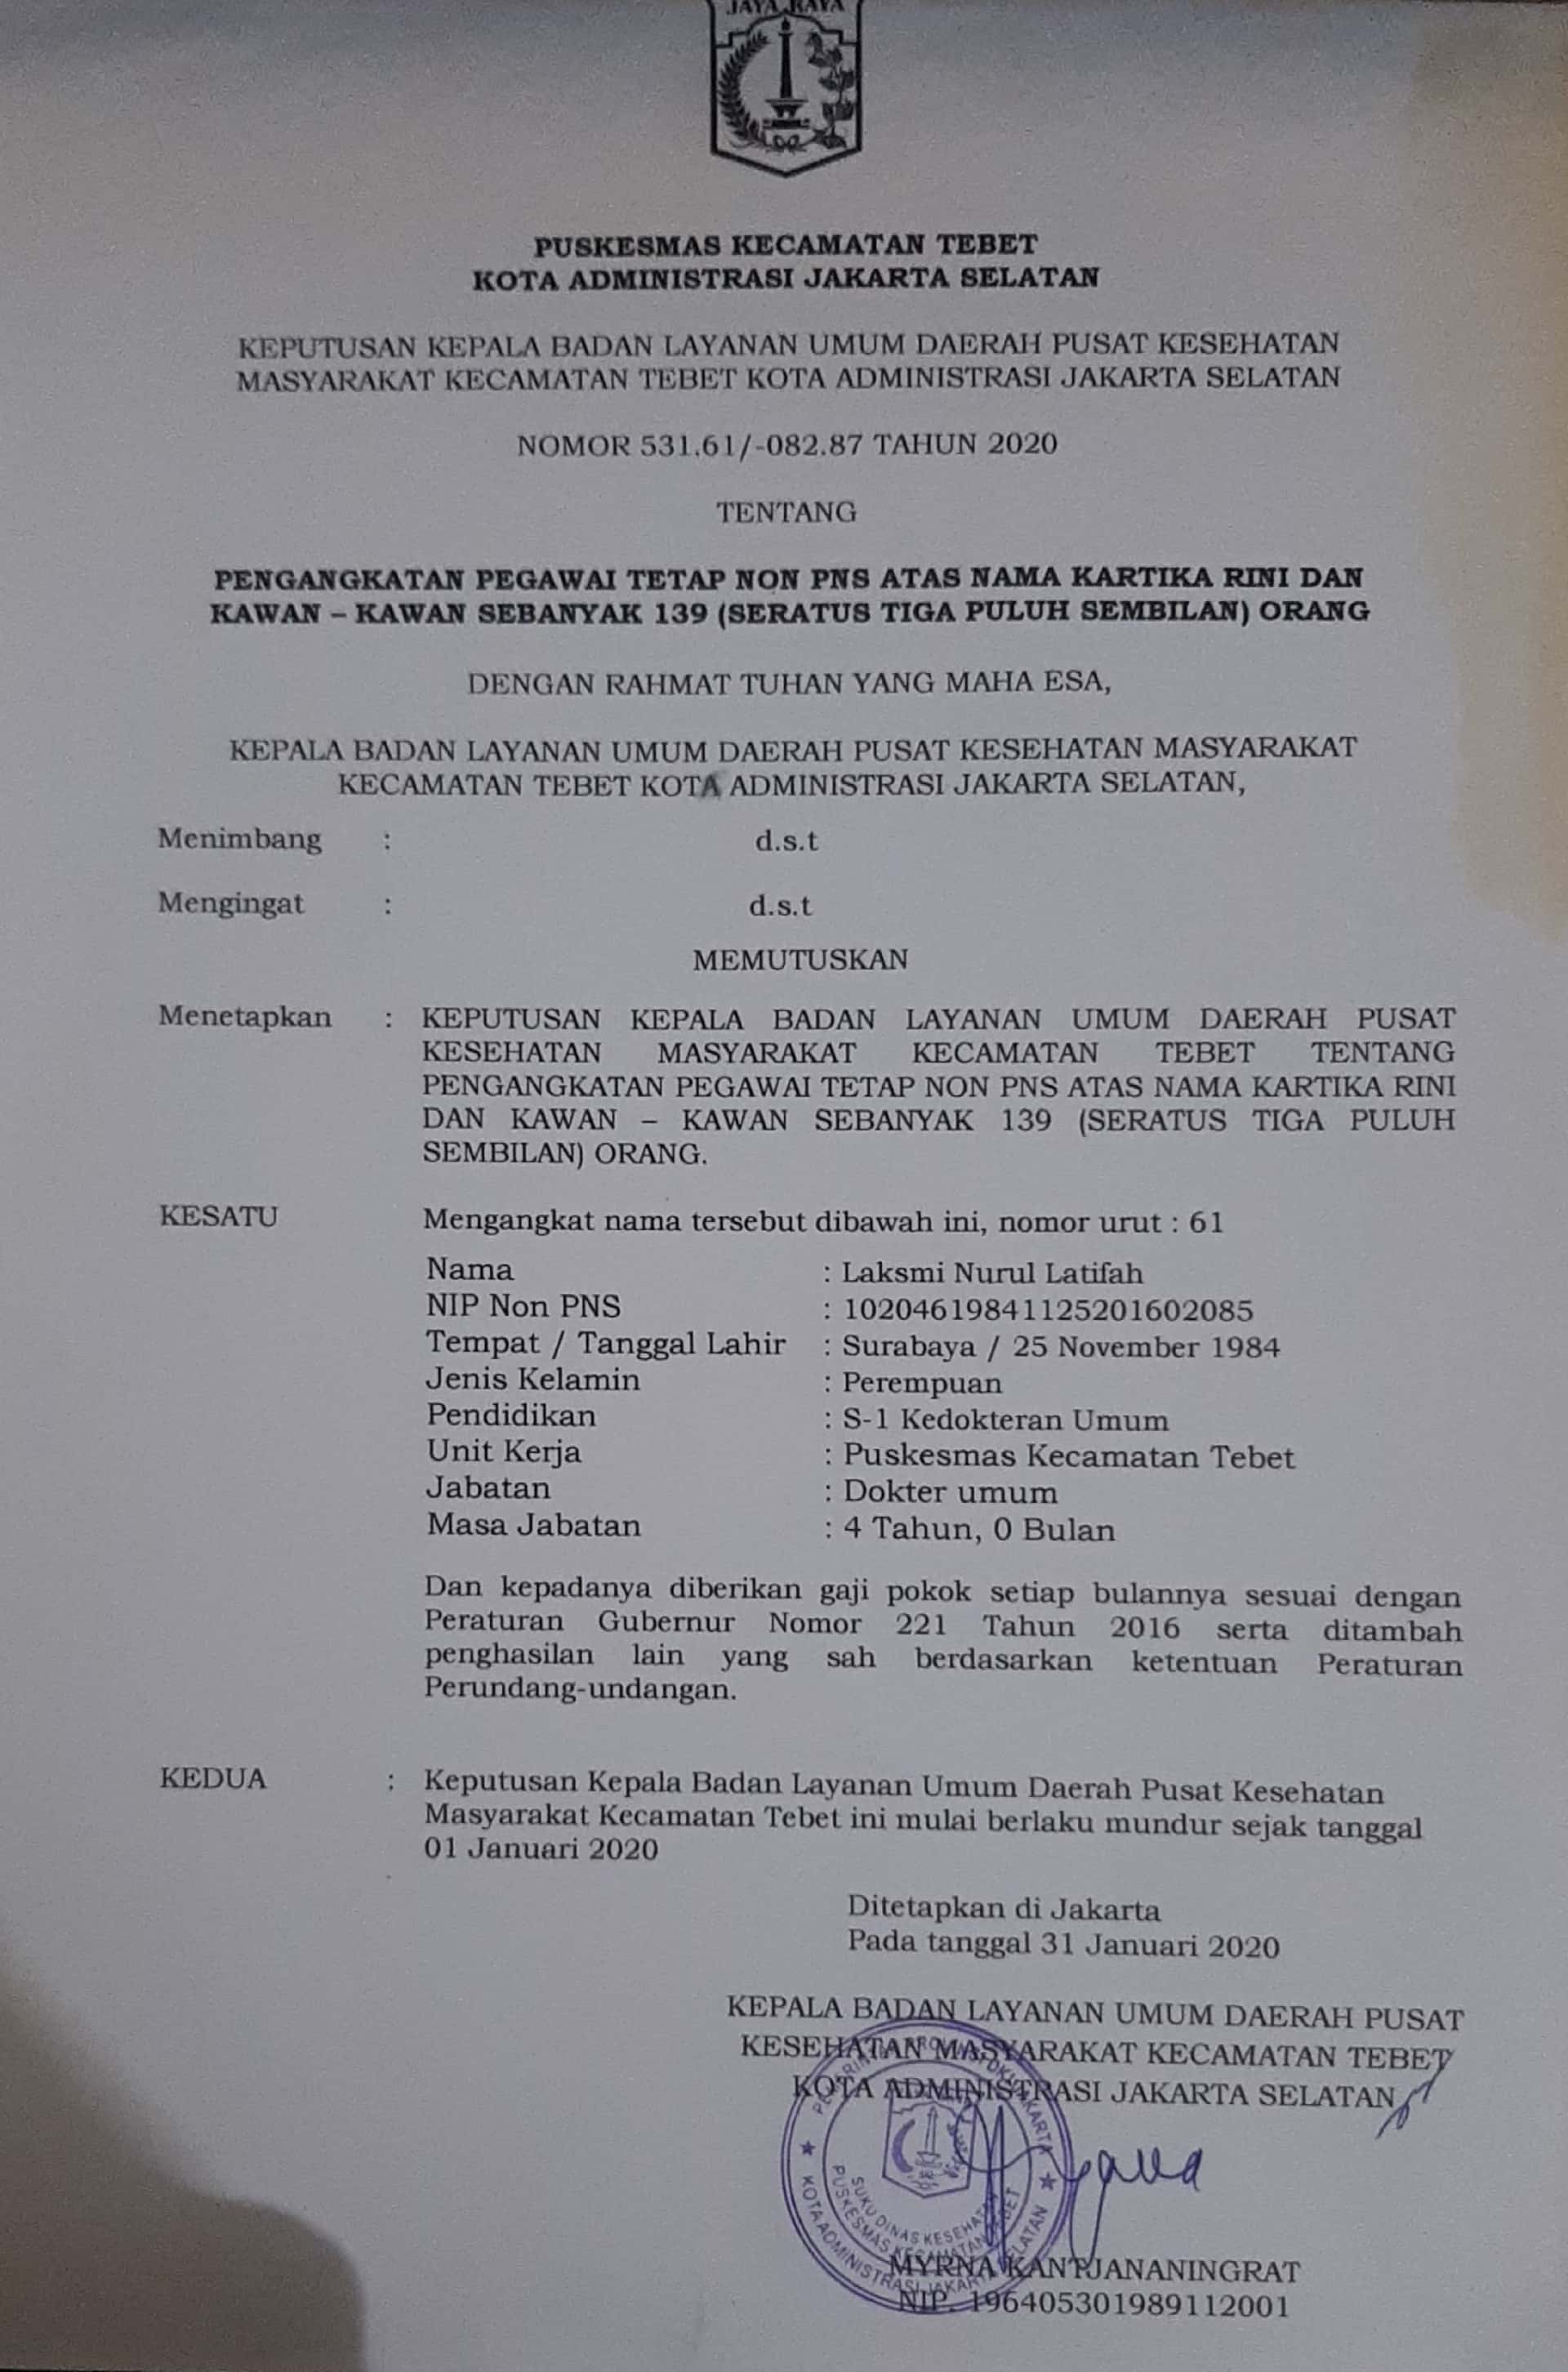 JAYA RAYA
PUSKESMAS KECAMATAN TEBET
KOTA ADMINISTRASI JAKARTA SELATAN
KEPUTUSAN KEPALA BADAN LAYANAN UMUM DAERAH PUSAT KESEHATAN
MASYARAKAT KECAMATAN TEBET KOTA ADMINISTRASI JAKARTA SELATAN
NOMOR 531.61/-082.87 TAHUN 2020
TENTANG
PENGANGKATAN PEGAWAI TETAP NON PNS ATAS NAMA KARTIKA RINI DAN
KAWAN – KAWAN SEBANYAK 139 (SERATUS TIGA PULUH SEMBILAN) ORANG
DENGAN RAHMAT TUHAN YANG MAHA ESA,
KEPALA BADAN LAYANAN UMUM DAERAH PUSAT KESEHATAN MASYARAKAT
KECAMATAN TEBET KOTA ADMINISTRASI JAKARTA SELATAN,
Menimbang : d.s.t
Mengingat : d.s.t
MEMUTUSKAN
Menetapkan : KEPUTUSAN KEPALA BADAN LAYANAN UMUM DAERAH PUSAT
KESEHATAN MASYARAKAT KECAMATAN TEBET TENTANG
PENGANGKATAN PEGAWAI TETAP NON PNS ATAS NAMA KARTIKA RINI
DAN KAWAN – KAWAN SEBANYAK 139 (SERATUS TIGA PULUH
SEMBILAN) ORANG.
KESATU Mengangkat nama tersebut dibawah ini, nomor urut : 61
Nama : Laksmi Nurul Latifah
NIP Non PNS : 10204619841125201602085
Tempat / Tanggal Lahir : Surabaya / 25 November 1984
Jenis Kelamin : Perempuan
Pendidikan : S-1 Kedokteran Umum
Unit Kerja : Puskesmas Kecamatan Tebet
Jabatan : Dokter umum
Masa Jabatan : 4 Tahun, 0 Bulan
Dan kepadanya diberikan gaji pokok setiap bulannya sesuai dengan
Peraturan Gubernur Nomor 221 Tahun 2016 serta ditambah
penghasilan lain yang sah berdasarkan ketentuan Peraturan
Perundang-undangan.
KEDUA : Keputusan Kepala Badan Layanan Umum Daerah Pusat Kesehatan
Masyarakat Kecamatan Tebet ini mulai berlaku mundur sejak tanggal
01 Januari 2020
Ditetapkan di Jakarta
Pada tanggal 31 Januari 2020
KEPALA BADAN LAYANAN UMUM DAERAH PUSAT
KESEHATAN MASYARAKAT KECAMATAN TEBET
KOTA ADMINISTRASI JAKARTA SELATAN
SUKU DINAS KESEHATAN
PUSKESMAS KECAMATAN TEBET
KOTA ADMINISTRASI JAKARTA SELATAN
MYRNA KANTJANANINGRAT
NIP. 196405301989112001